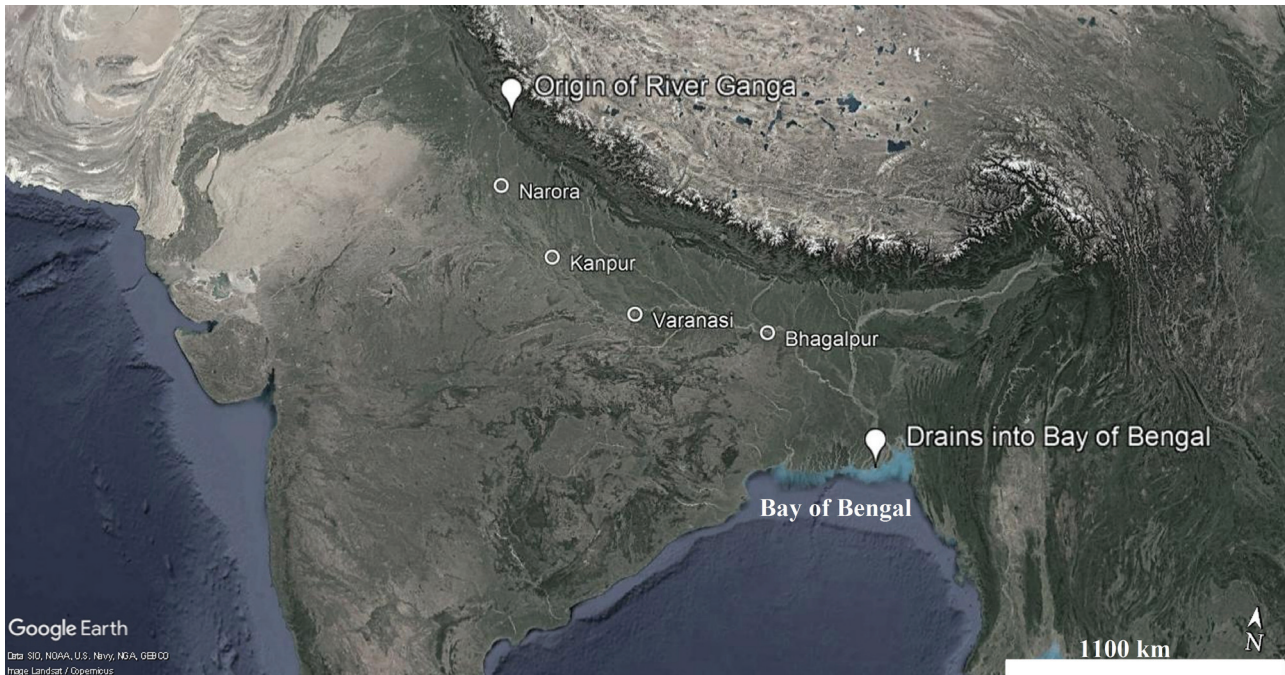 Origin of River Ganga
Narora
Kanpur
Varanasi
Bhagalpur
Drains into Bay of Bengal
Bay of Bengal
Google Earth
Data SIO, NOAA, U.S. Navy, NGA, GEBCO
Image Landsat / Copernicus
N
1100 km